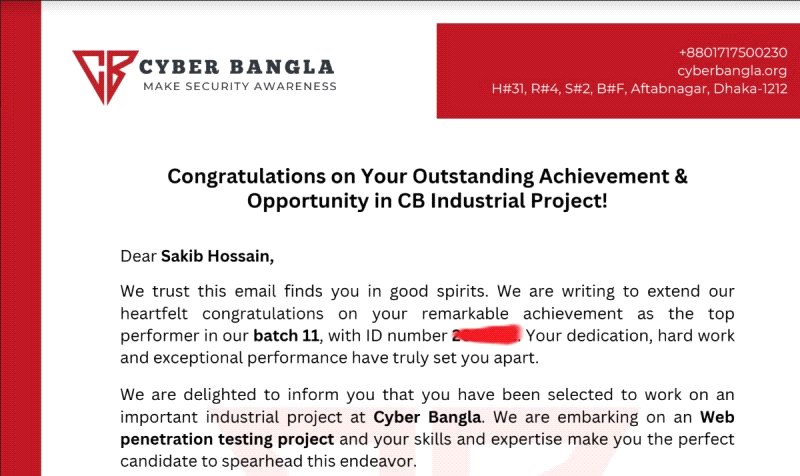 CYBER BANGLA
MAKE SECURITY AWARENESS
+8801717500230
cyberbangla.org
H#31, R#4, S#2, B#F, Aftabnagar, Dhaka-1212
Congratulations on Your Outstanding Achievement &
Opportunity in CB Industrial Project!
Dear Sakib Hossain,
We trust this email finds you in good spirits. We are writing to extend our
heartfelt congratulations on your remarkable achievement as the top
performer in our batch 11, with ID number . Your dedication, hard work
and exceptional performance have truly set you apart.
We are delighted to inform you that you have been selected to work on an
important industrial project at Cyber Bangla. We are embarking on an Web
penetration testing project and your skills and expertise make you the perfect
candidate to spearhead this endeavor.